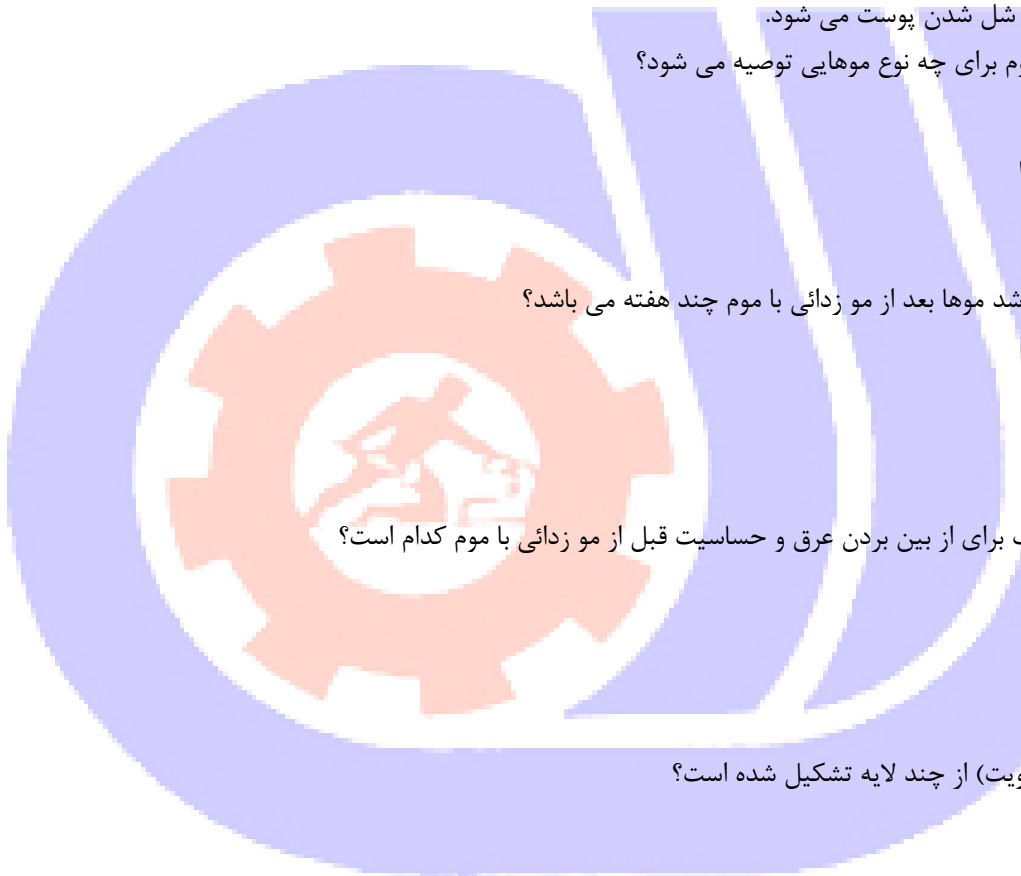 شل شدن پوست می شود.
وم برای چه نوع موهایی توصیه می شود؟
شد موها بعد از مو زدائی با موم چند هفته می باشد؟
برای از بین بردن عرق و حساسیت قبل از مو زدائی با موم کدام است؟
ویت) از چند لایه تشکیل شده است؟